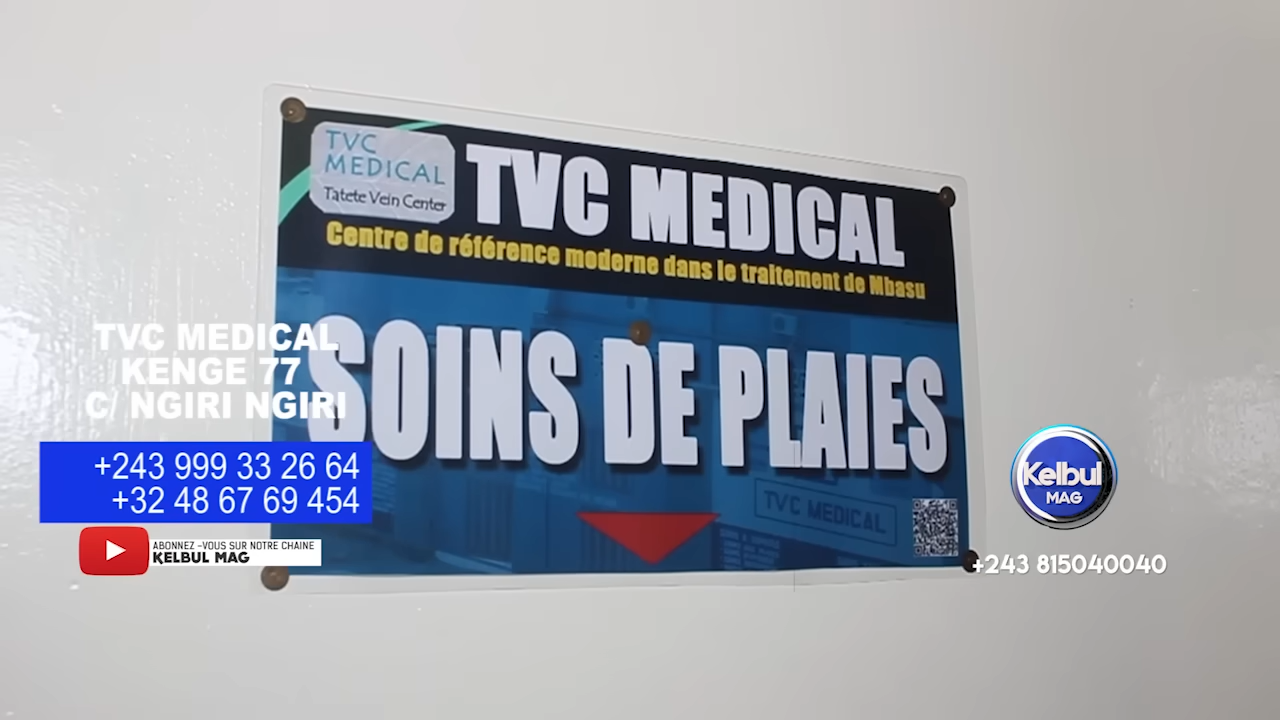 TVC
MEDICAL
Tatete Vein Center
TVC MEDICAL
Centre de référence moderne dans le traitement de Mbasu
SOINS DE PLAIES
TVC MEDICAL
TVC MEDICAL
KENGE 77
C/ NGIRI NGIRI
+243 999 33 26 64
+32 48 67 69 454
ABONNEZ -VOUS SUR NOTRE CHAINE
KELBUL MAG
Kelbul
MAG
+243 815040040